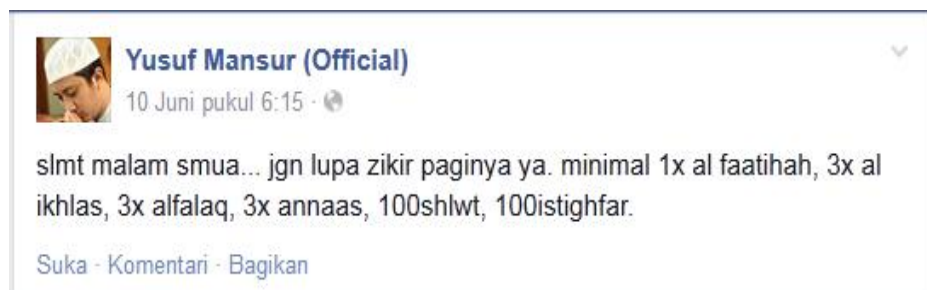 Yusuf Mansur (Official)
10 Juni pukul 6:15 ·
slmt malam smua... jgn lupa zikir paginya ya. minimal 1x al faatihah, 3x al
ikhlas, 3x alfalaq, 3x annaas, 100shlwt, 100istighfar.
Suka · Komentari · Bagikan